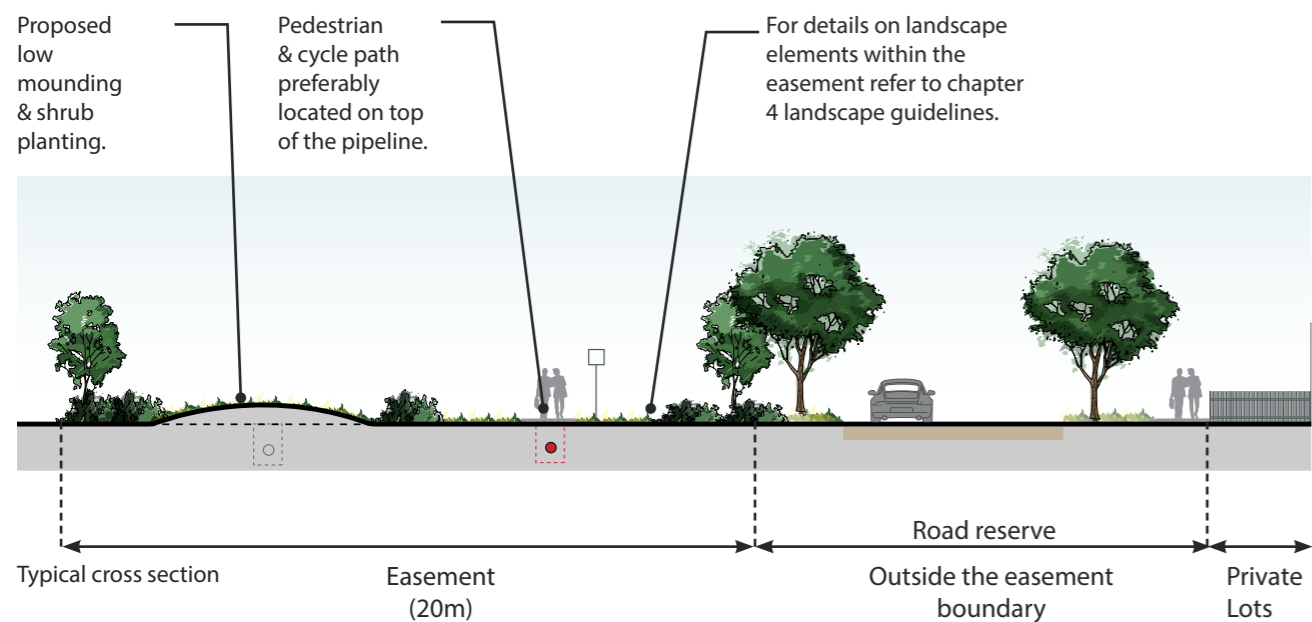 Proposed
low
mounding
& shrub
planting.
Pedestrian
& cycle path
preferably
located on top
of the pipeline.
For details on landscape
elements within the
easement refer to chapter
4 landscape guidelines.
Road reserve
Typical cross section
Easement
(20m)
Outside the easement
boundary
Private
Lots